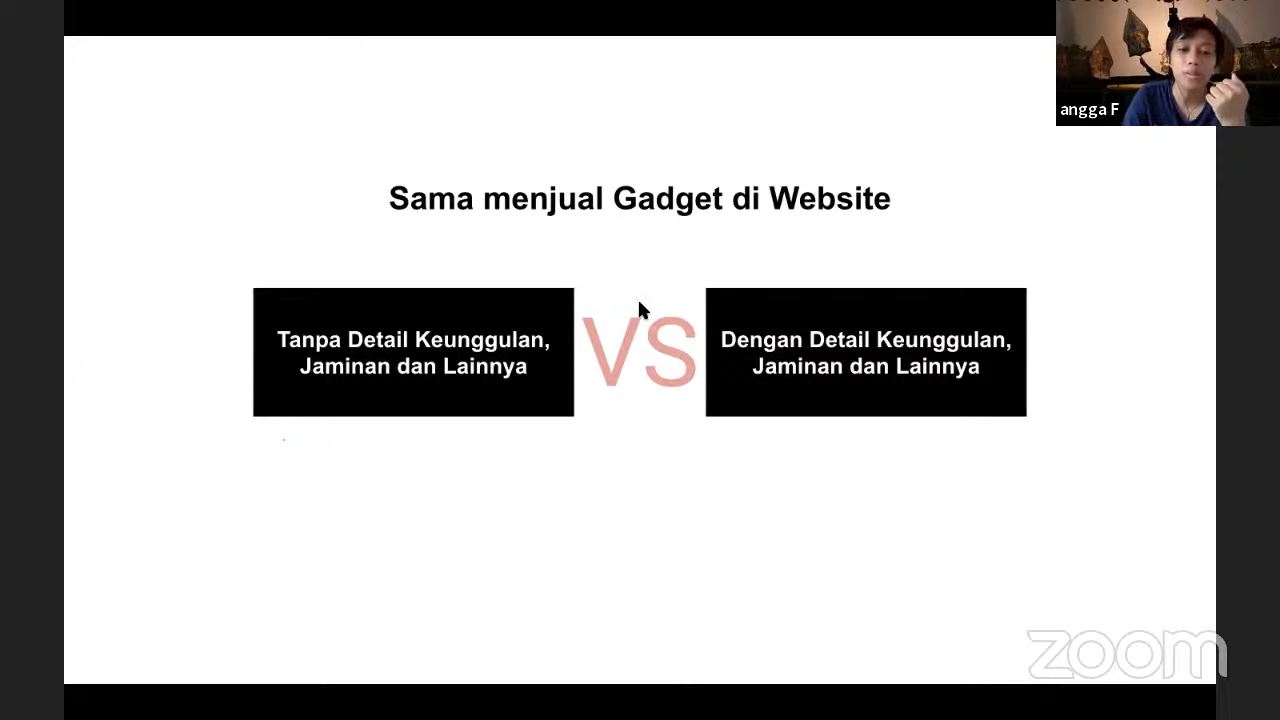 angga F
Sama menjual Gadget di Website
Tanpa Detail Keunggulan,
Jaminan dan Lainnya
VS
Dengan Detail Keunggulan,
Jaminan dan Lainnya
zoom